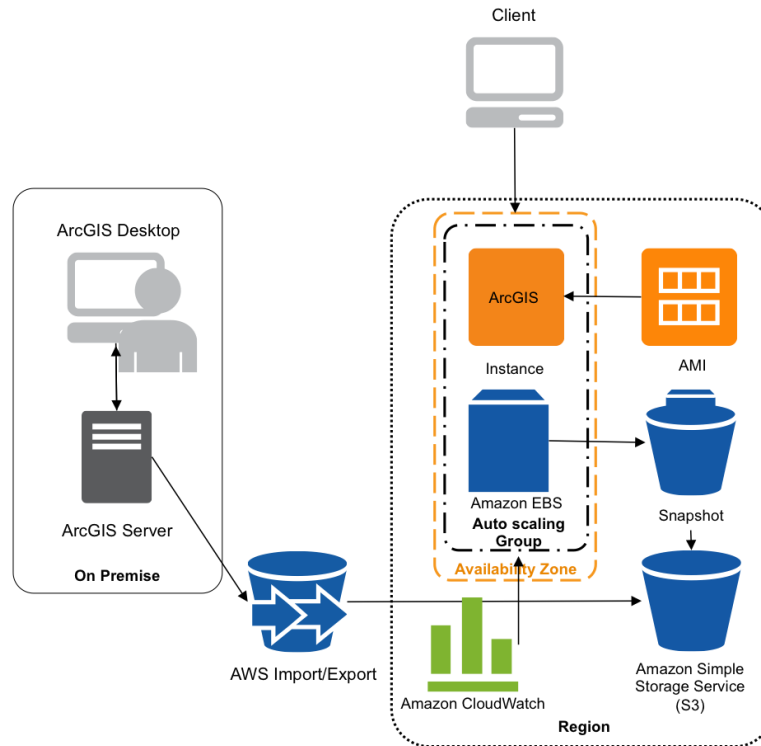 Client
ArcGIS Desktop
ArcGIS
Instance
AMI
Amazon EBS
ArcGIS Server
Auto scaling
Group
Snapshot
On Premise
Availability Zone
AWS Import/Export
Amazon CloudWatch
Amazon Simple
Storage Service
(S3)
Region